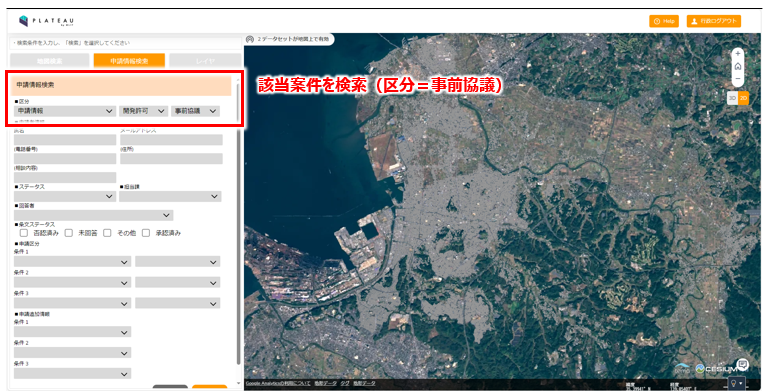 PLATEAU
by MLIT
Help
行政ログアウト
・検索条件を入力し、「検索」を選択してください
2 データセットが地図上で有効
地図検索
申請情報検索
レイヤ
該当案件を検索（区分＝事前協議）
申請情報検索
■区分
申請情報
開発許可
事前協議
氏名
メールアドレス
(電話番号)
(住所)
(相談内容)
■ステータス
■担当課
■回答者
■条文ステータス
否認済み
未回答
その他
承認済み
■申請区分
条件 1
条件 2
条件 3
■申請追加情報
条件 1
条件 2
条件 3
3D
2D
Google Analyticsの利用について
地図データ
タグ
地図データ
CESIUM
緯度
経度